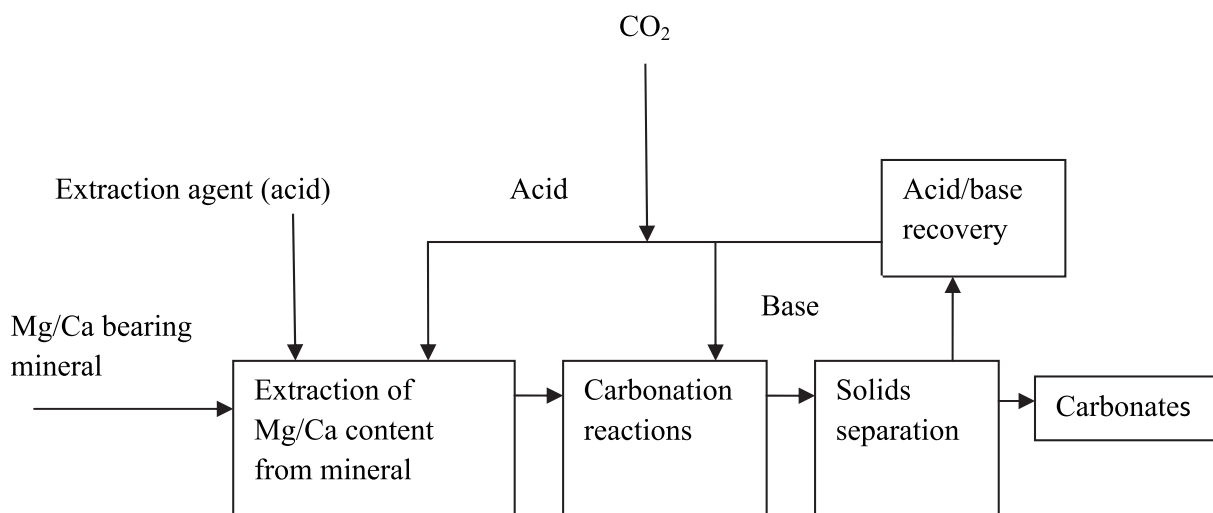 CO₂
Extraction agent (acid)
Acid
Acid/base
recovery
Mg/Ca bearing
mineral
Base
Extraction of
Mg/Ca content
from mineral
Carbonation
reactions
Solids
separation
Carbonates